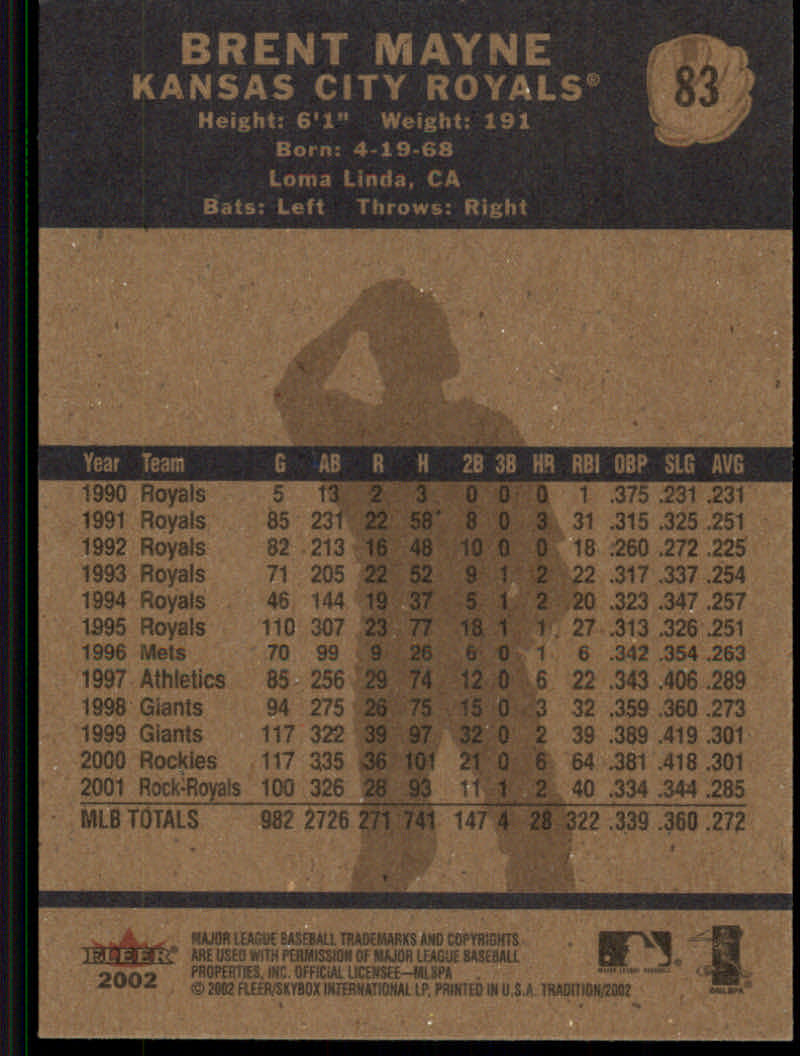 BRENT MAYNE
KANSAS CITY ROYALS®
83
Height: 6'1" Weight: 191
Born: 4-19-68
Loma Linda, CA
Bats: Left Throws: Right
Year Team G AB R H 2B 3B HR RBI OBP SLG AVG
1990 Royals 5 13 2 3 0 0 0 1 .375 .231 .231
1991 Royals 85 231 22 58 8 0 3 31 .315 .325 .251
1992 Royals 82 213 16 48 10 0 0 18 .260 .272 .225
1993 Royals 71 205 22 52 9 1 2 22 .317 .337 .254
1994 Royals 46 144 19 37 5 1 2 20 .323 .347 .257
1995 Royals 110 307 23 77 18 1 1 27 .313 .326 .251
1996 Mets 70 99 9 26 6 0 1 6 .342 .354 .263
1997 Athletics 85 256 29 74 12 0 6 22 .343 .406 .289
1998 Giants 94 275 26 75 15 0 3 32 .359 .360 .273
1999 Giants 117 322 39 97 32 0 2 39 .389 .419 .301
2000 Rockies 117 335 36 101 21 0 6 64 .381 .418 .301
2001 Rock-Royals 100 326 28 93 11 1 2 40 .334 .344 .285
MLB TOTALS 982 2726 271 741 147 4 28 322 .339 .360 .272
FLEER®
2002
MAJOR LEAGUE BASEBALL TRADEMARKS AND COPYRIGHTS
ARE USED WITH PERMISSION OF MAJOR LEAGUE BASEBALL
PROPERTIES, INC. OFFICIAL LICENSEE—MLBPA
© 2002 FLEER/SKYBOX INTERNATIONAL LP, PRINTED IN U.S.A. TRADITION/2002
MAJOR LEAGUE BASEBALL
®
©MLBPA